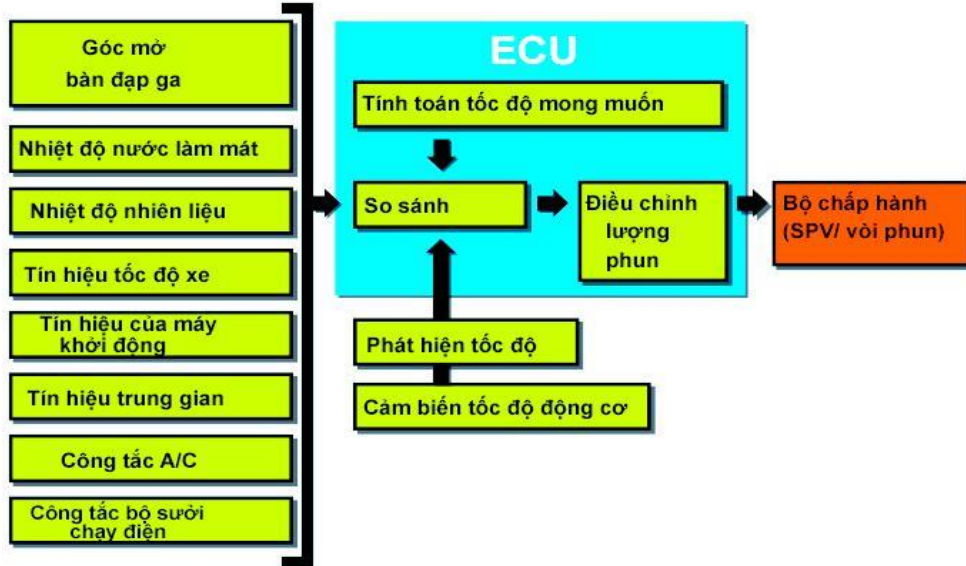 Góc mở
bàn đạp ga
Nhiệt độ nước làm mát
Nhiệt độ nhiên liệu
Tín hiệu tốc độ xe
Tín hiệu của máy
khởi động
Tín hiệu trung gian
Công tắc A/C
Công tắc bộ sưởi
chạy điện
ECU
Tính toán tốc độ mong muốn
So sánh
Điều chỉnh
lượng
phun
Phát hiện tốc độ
Cảm biến tốc độ động cơ
Bộ chấp hành
(SPV/ vòi phun)